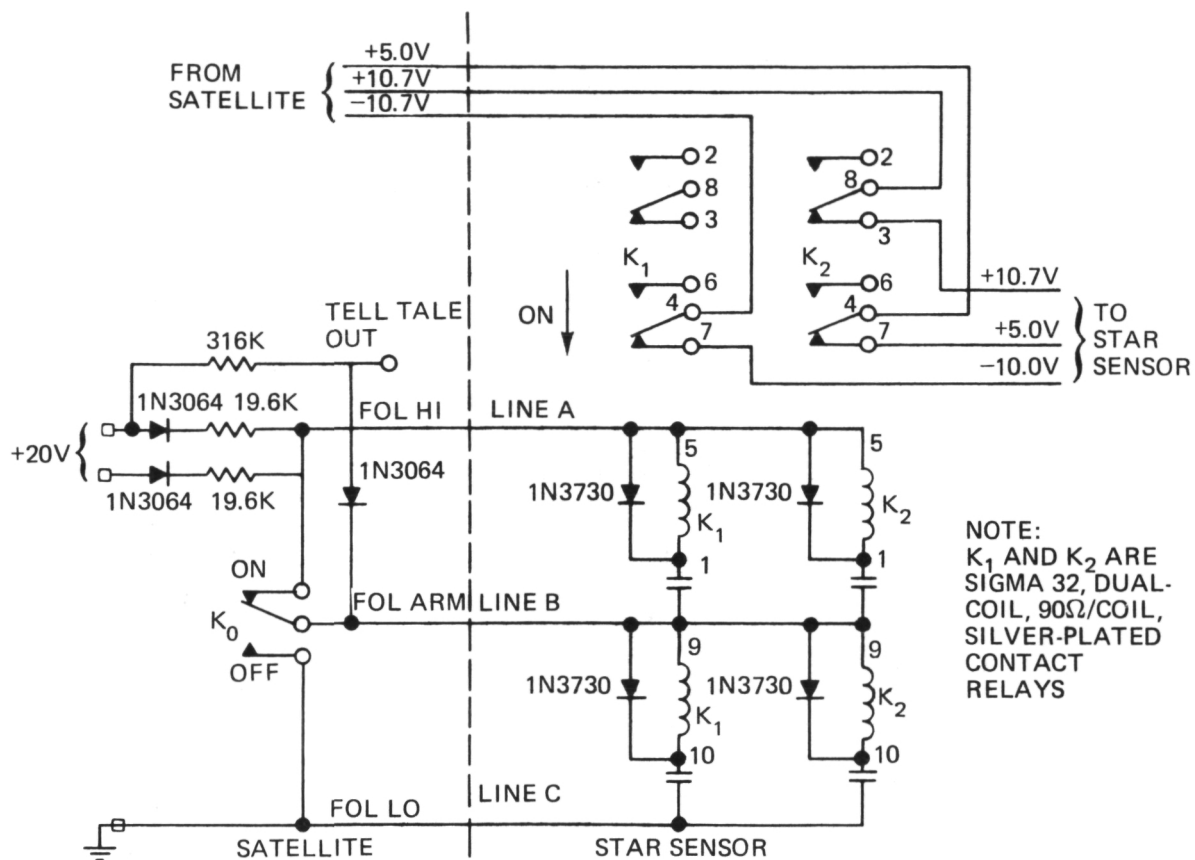 FROM
SATELLITE
+5.0V
+10.7V
−10.7V
2
8
3
K1
6
4
7
2
8
3
K2
6
4
7
ON
+10.7V
+5.0V
−10.0V
TO
STAR
SENSOR
TELL TALE
OUT
316K
1N3064 19.6K
+20V
1N3064 19.6K
1N3064
FOL HI
LINE A
ON
K0
OFF
FOL ARM
LINE B
1N3730
5
K1
1
1N3730
5
K2
1
1N3730
9
K1
10
1N3730
9
K2
10
NOTE:
K1 AND K2 ARE
SIGMA 32, DUAL-
COIL, 90Ω/COIL,
SILVER-PLATED
CONTACT
RELAYS
FOL LO
LINE C
SATELLITE
STAR SENSOR